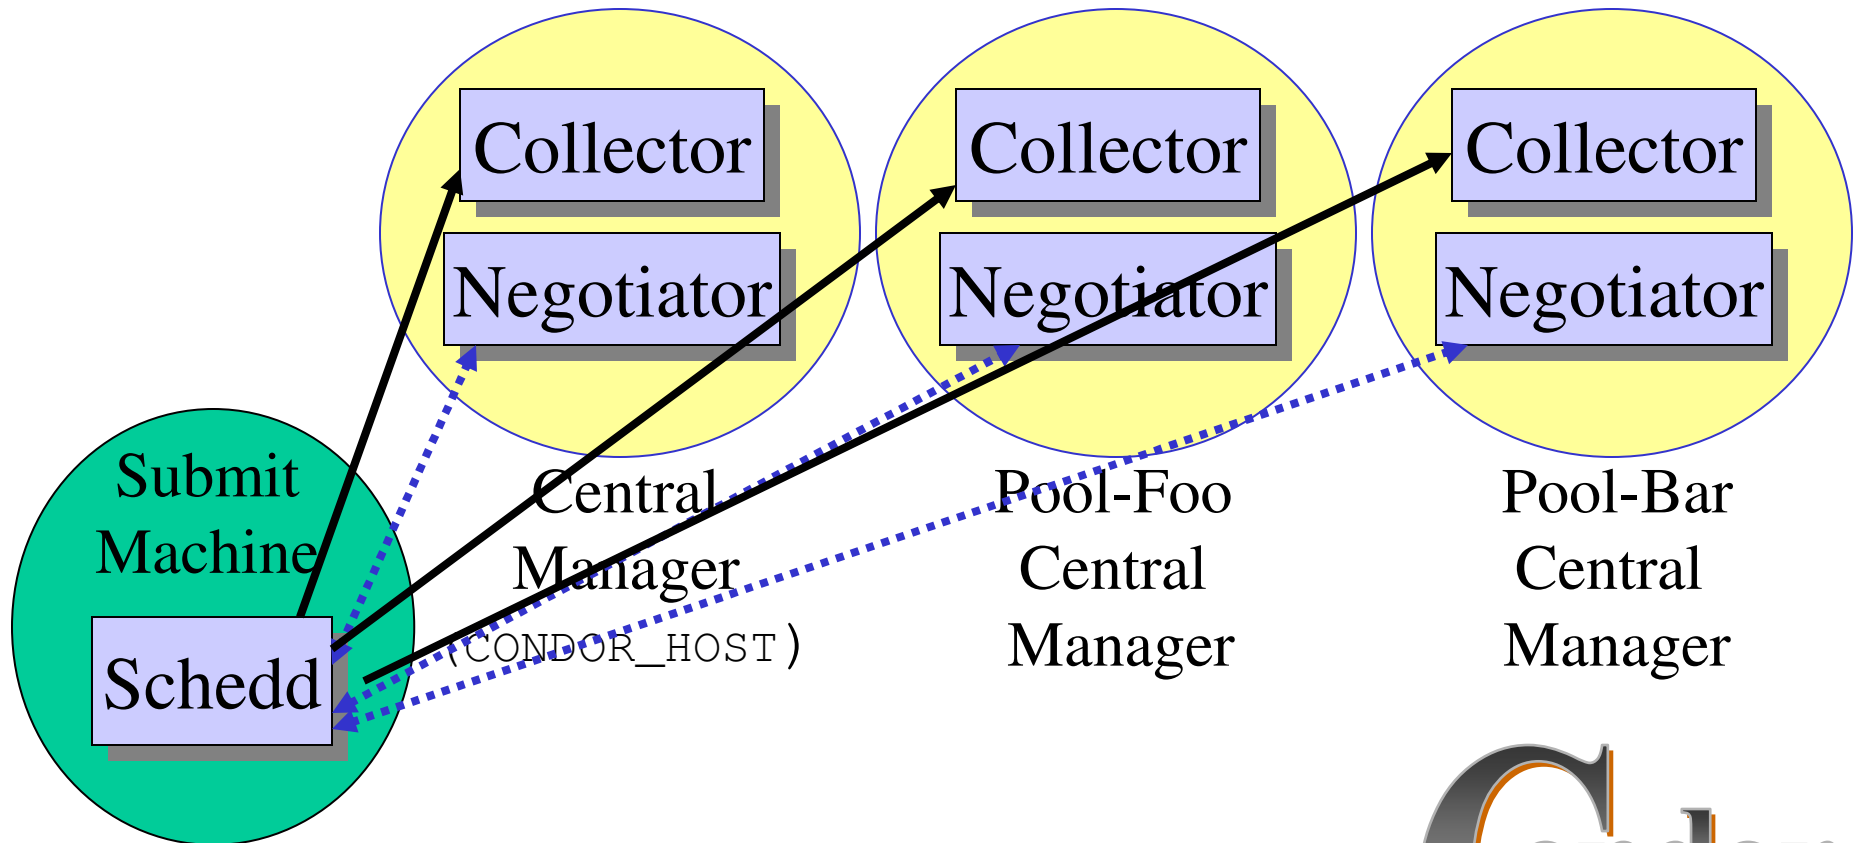 Collector
Collector
Collector
Negotiator
Negotiator
Negotiator
Submit
Machine
Schedd
Central
Manager
(CONDOR_HOST)
Pool-Foo
Central
Manager
Pool-Bar
Central
Manager
Condor